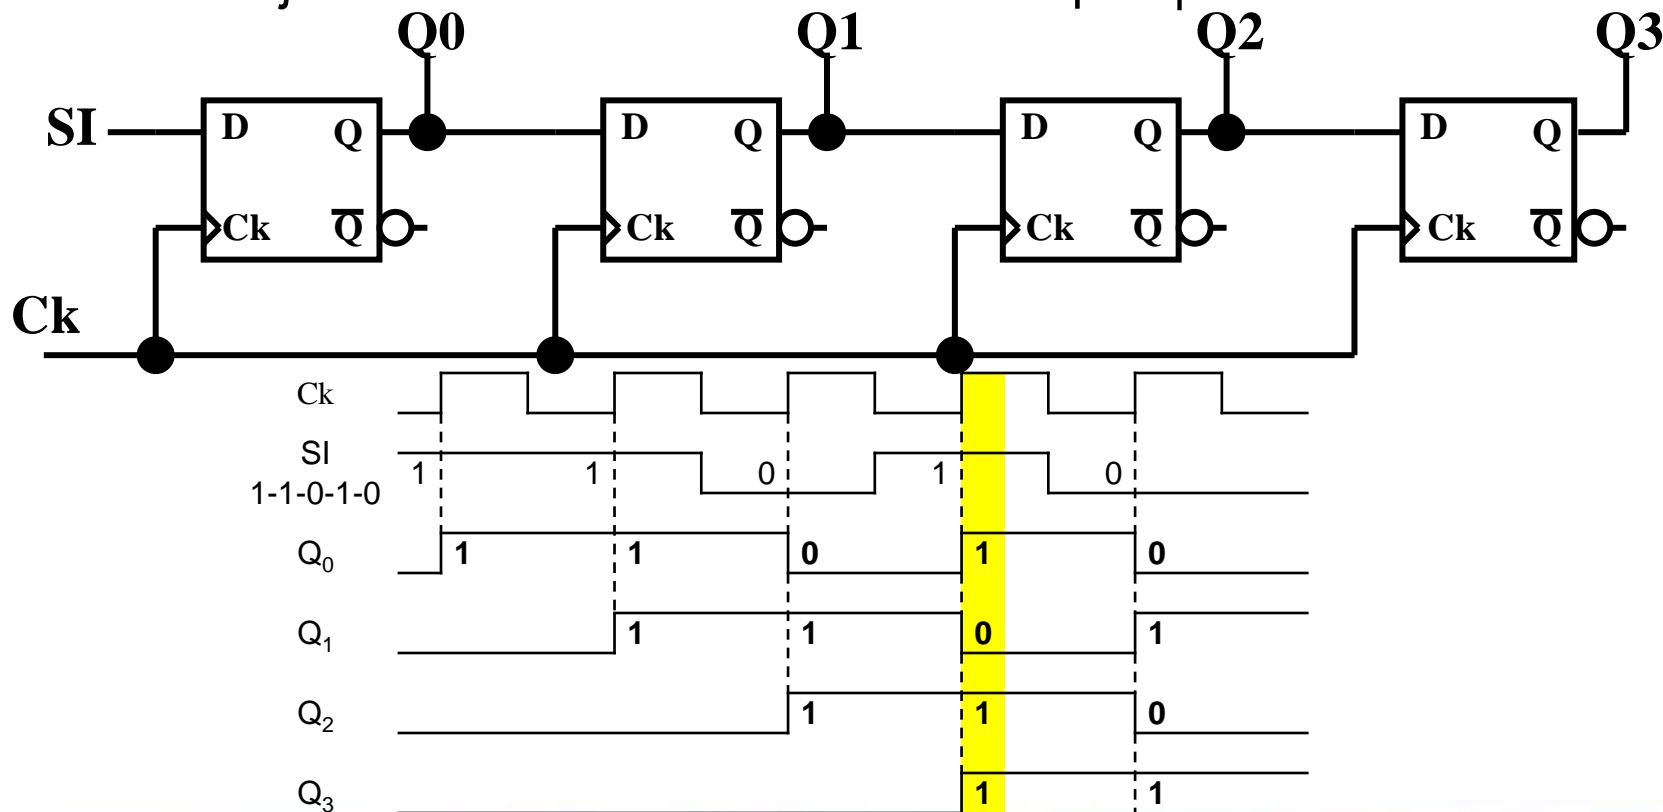 Q0 Q1 Q2 Q3
SI D Q D Q D Q D Q
Ck Q Ck Q Ck Q Ck Q
Ck
Ck
SI
1 1 0 1 0
1-1-0-1-0
Q0 1 1 0 1 0
Q1 1 1 0 1
Q2 1 1 0
Q3 1 1